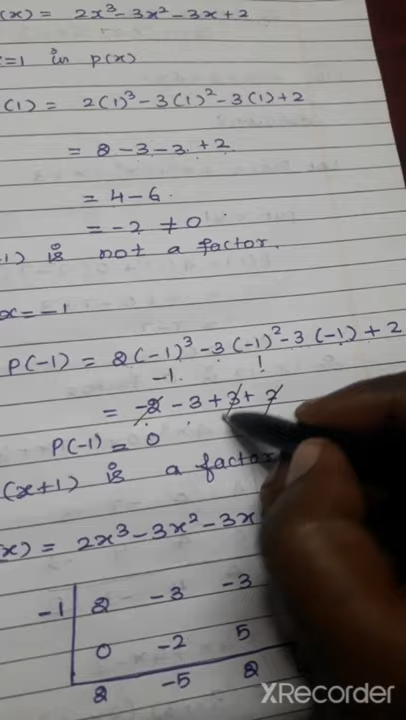 (x) = 2x³-3x²-3x+2
=1 in p(x)
(1) = 2(1)³-3(1)²-3(1)+2
= 2-3-3+2
= 4-6.
= -2 ≠ 0
1) is not a factor.
x=-1
P(-1) = 2(-1)³-3(-1)²-3(-1)+2
-1. 1
= -2-3+3+2
P(-1) = 0
(x+1) is a factor
x) = 2x³-3x²-3x
-1 2 -3 -3
0 -2 5
2 -5 2
XRecorder